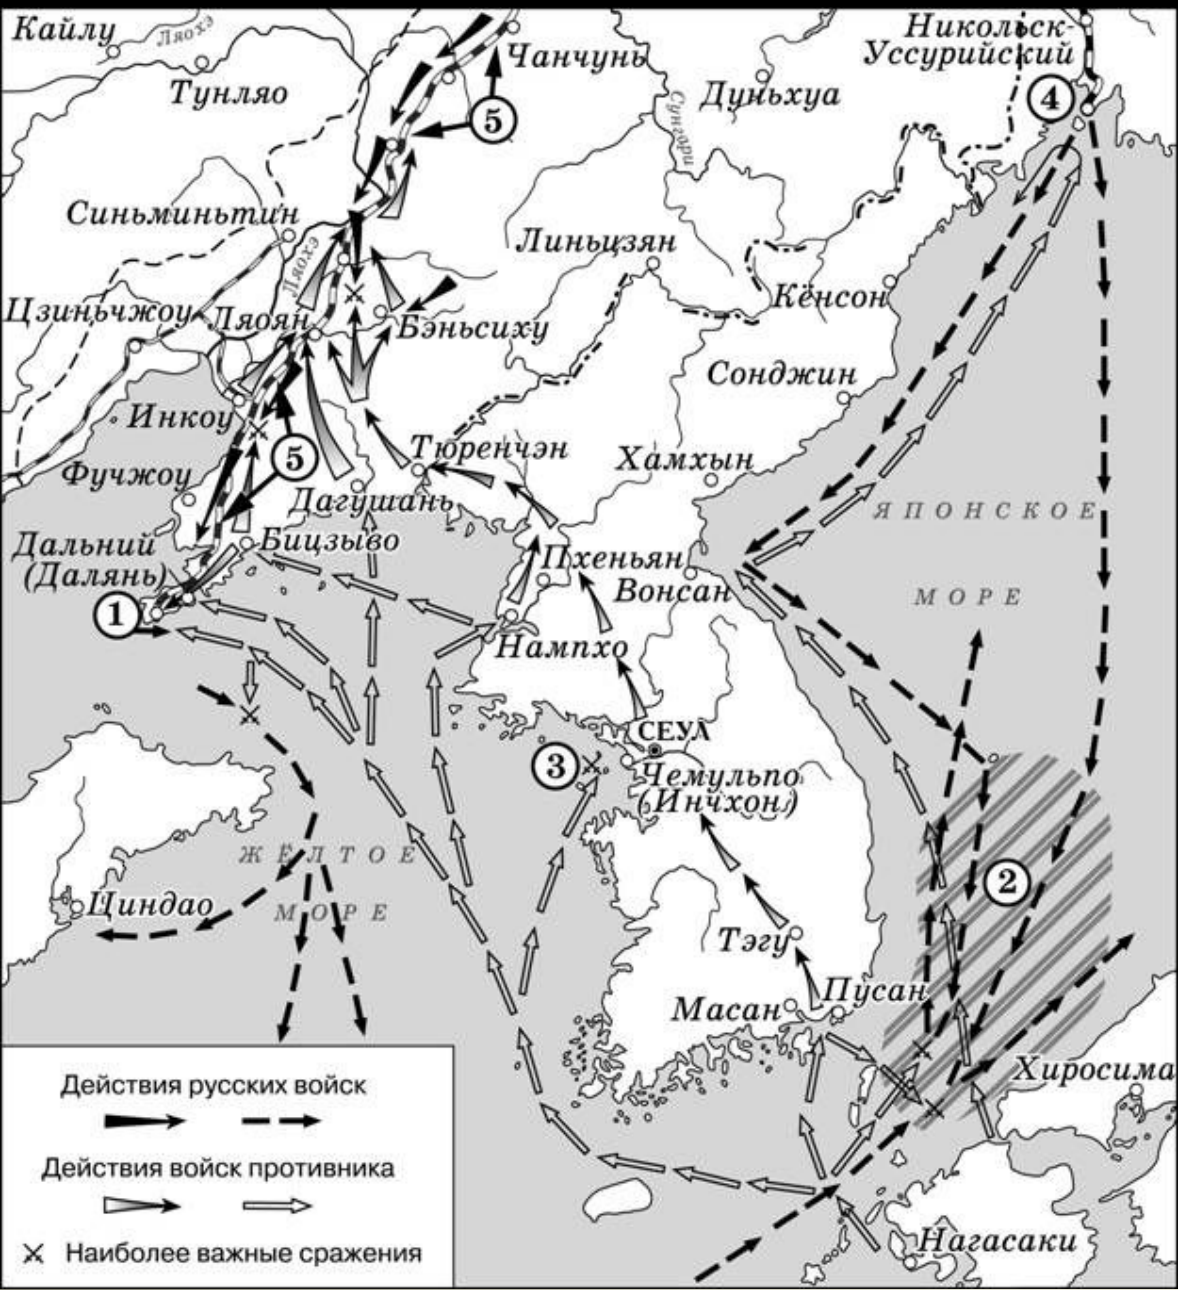 Кайлу
Ляохэ
Чанчунь
Никольск-
Уссурийский
Тунляо
Дуньхуа
4
5
Сунгари
Синьминьтин
Линьцзян
Ляохэ
Кёнсон
Цзиньчжоу
Ляоян
Бэньсиху
Сонджин
Инкоу
Тюренчэн
Хамхын
5
Фучжоу
Дагушань
ЯПОНСКОЕ
МОРЕ
Дальний
(Далянь)
Бицзыво
Пхеньян
Вонсан
1
Нампхо
СЕУЛ
3
Чемульпо
(Инчхон)
ЖЁЛТОЕ
МОРЕ
2
Циндао
Тэгу
Пусан
Масан
Хиросима
Нагасаки
Действия русских войск
Действия войск противника
Наиболее важные сражения